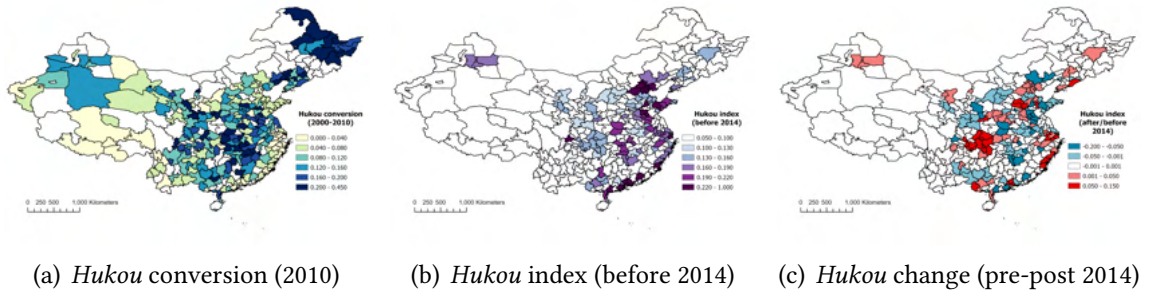 Hukou conversion
(2000-2010)
0.000 - 0.040
0.040 - 0.080
0.080 - 0.120
0.120 - 0.160
0.160 - 0.200
0.200 - 0.450
0 250 500 1,000 Kilometers
Hukou index
(before 2014)
0.050 - 0.100
0.100 - 0.130
0.130 - 0.160
0.160 - 0.190
0.190 - 0.220
0.220 - 1.000
0 250 500 1,000 Kilometers
Hukou index
(after/before
2014)
-0.200 - -0.050
-0.050 - -0.001
-0.001 - 0.001
0.001 - 0.050
0.050 - 0.150
0 250 500 1,000 Kilometers
(a) Hukou conversion (2010)
(b) Hukou index (before 2014)
(c) Hukou change (pre-post 2014)